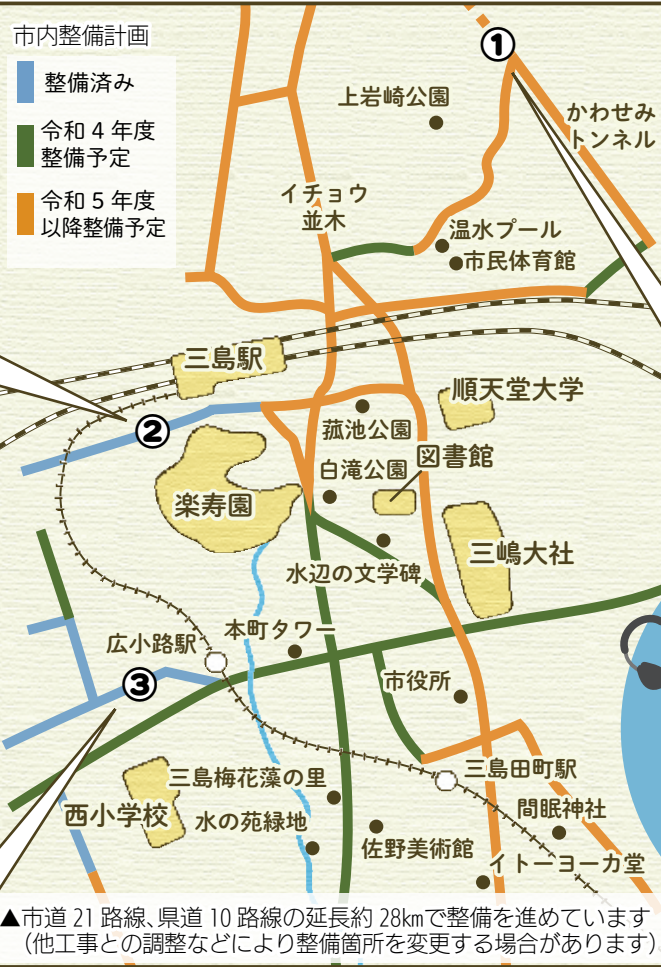 市内整備計画
整備済み
令和4年度
整備予定
令和5年度
以降整備予定
①
上岩崎公園
かわせみ
トンネル
イチョウ
並木
温水プール
市民体育館
三島駅
順天堂大学
②
菰池公園
図書館
白滝公園
楽寿園
三嶋大社
水辺の文学碑
本町タワー
広小路駅
③
市役所
三島田町駅
三島梅花藻の里
間眠神社
西小学校
水の苑緑地
佐野美術館
イトーヨーカ堂
▲市道21路線、県道10路線の延長約28kmで整備を進めています
（他工事との調整などにより整備箇所を変更する場合があります）。